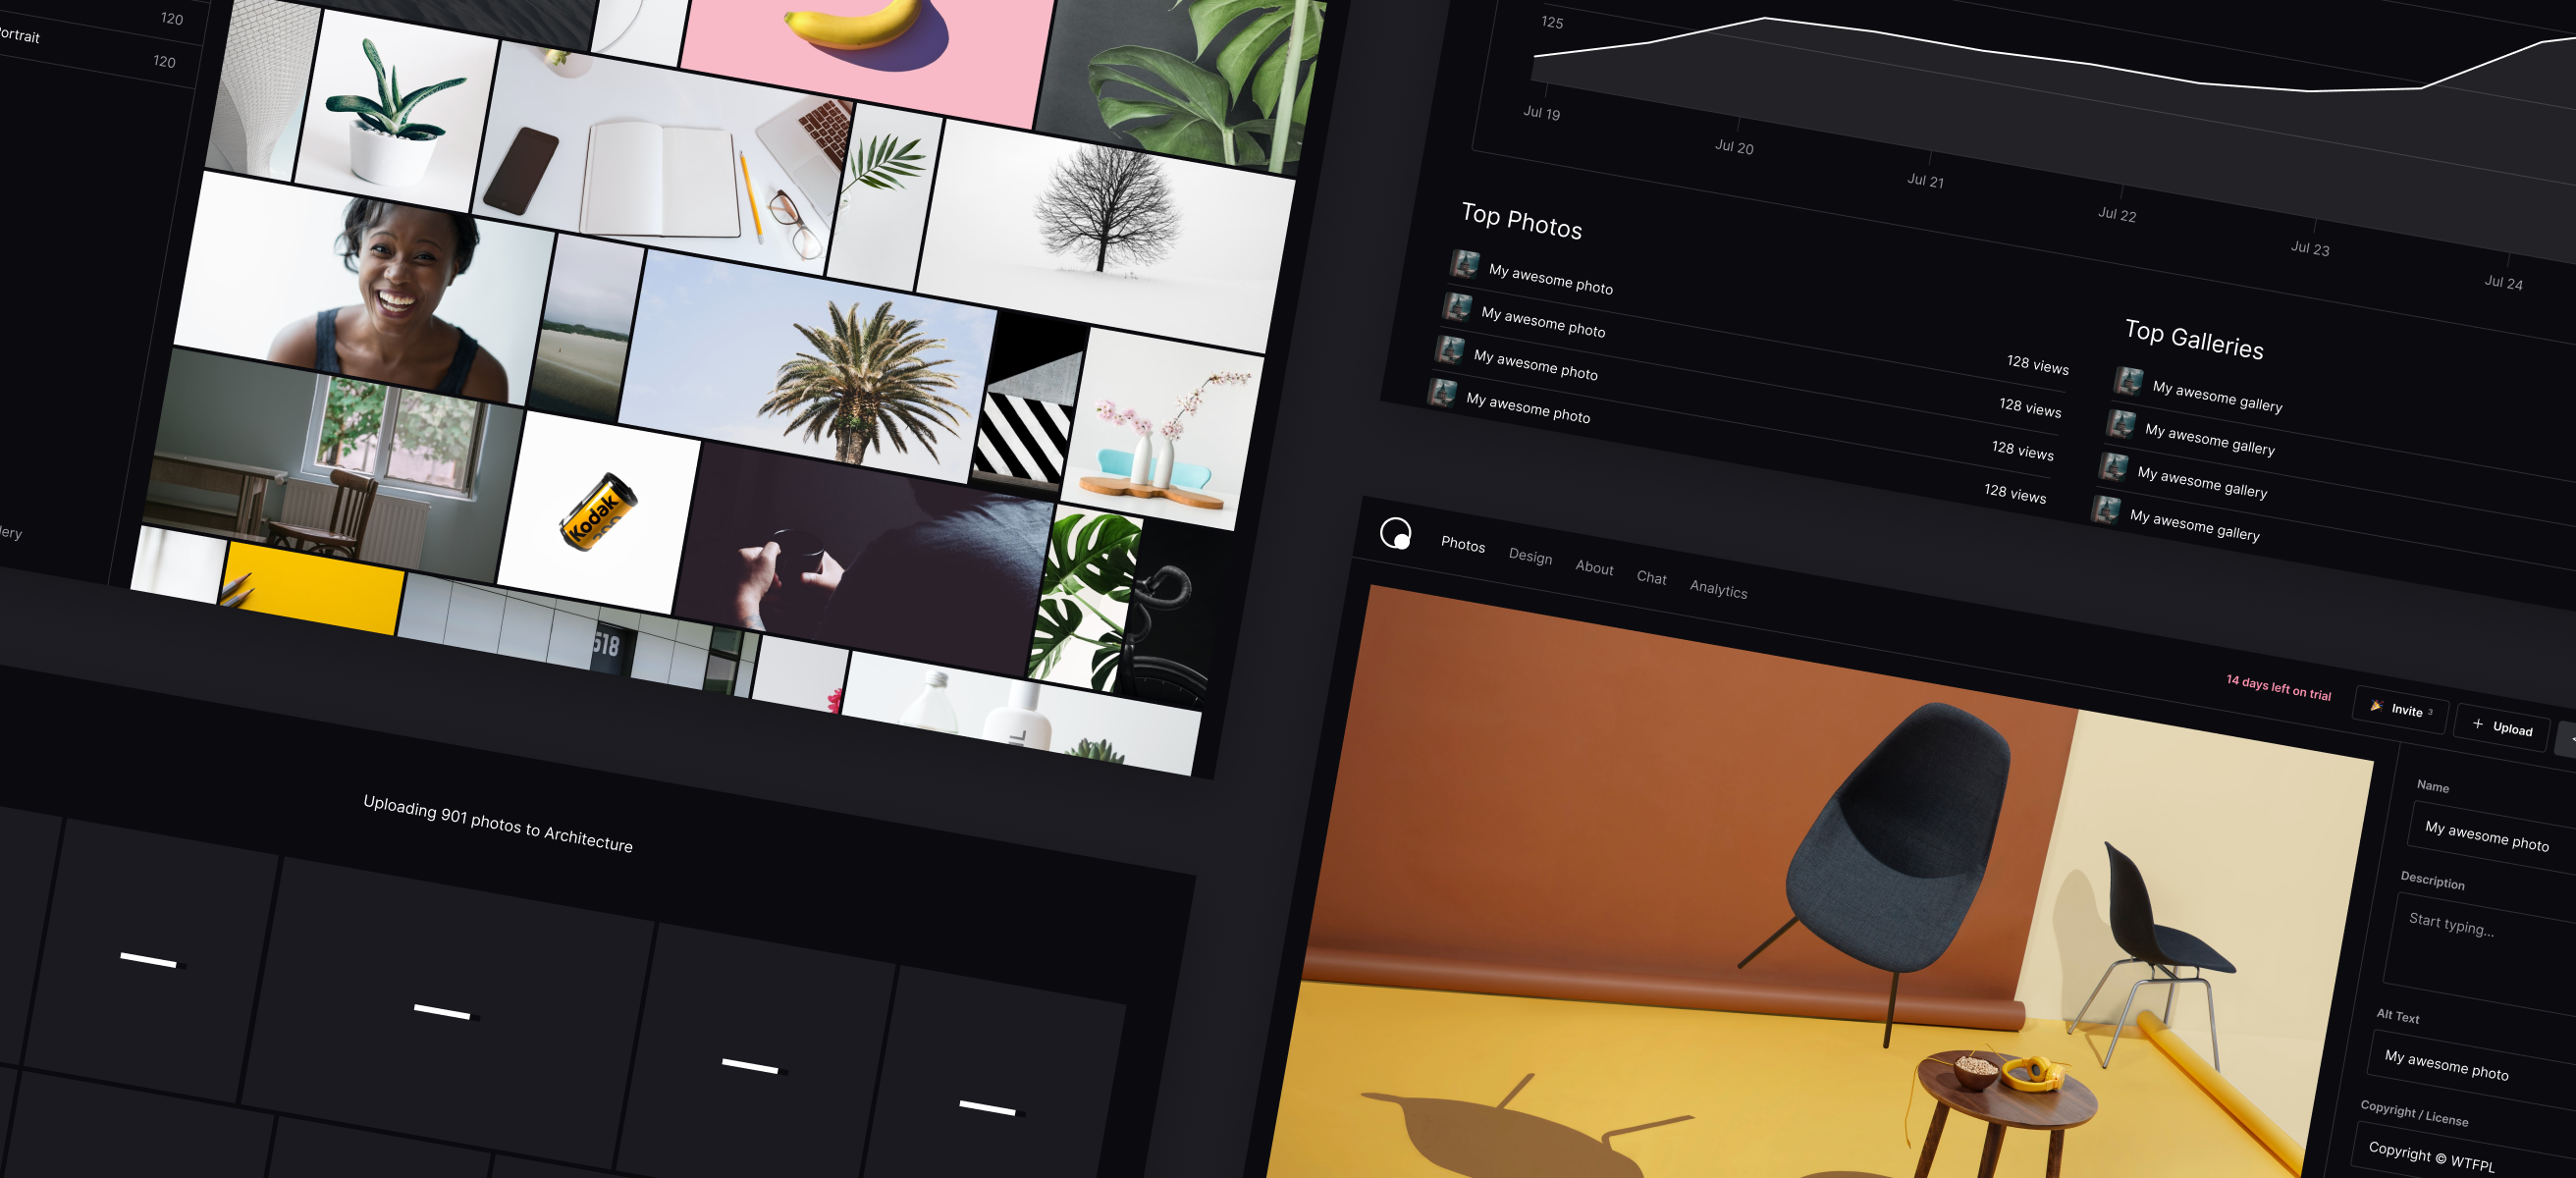 120
ortrait
120
lery
Kodak
518
Uploading 901 photos to Architecture
125
Jul 19
Jul 20
Jul 21
Jul 22
Jul 23
Jul 24
Top Photos
My awesome photo
128 views
My awesome photo
128 views
My awesome photo
128 views
My awesome photo
128 views
Top Galleries
My awesome gallery
My awesome gallery
My awesome gallery
My awesome gallery
Photos
Design
About
Chat
Analytics
14 days left on trial
Invite 3
Upload
Name
My awesome photo
Description
Start typing...
Alt Text
My awesome photo
Copyright / License
Copyright © WTFPL